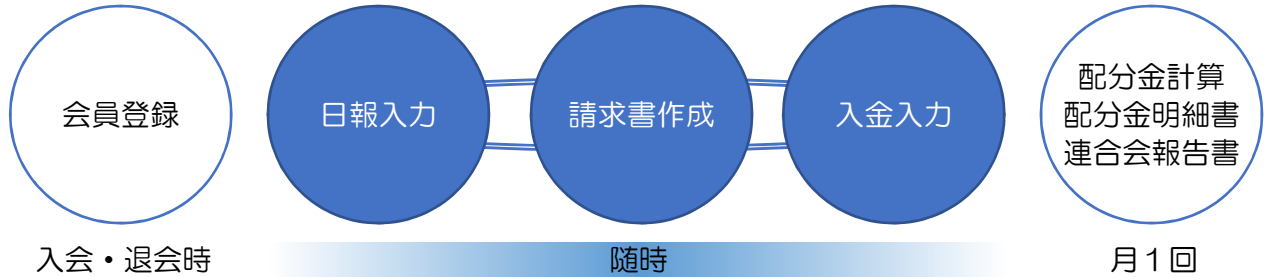 会員登録
日報入力
請求書作成
入金入力
配分金計算
配分金明細書
連合会報告書
入会・退会時
随時
月１回